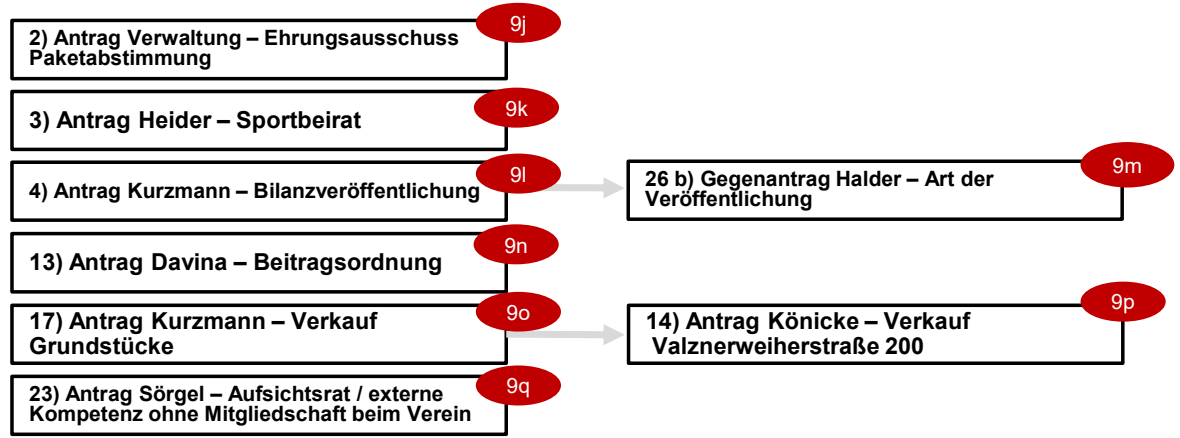 9j
2) Antrag Verwaltung – Ehrungsausschuss
Paketabstimmung
9k
3) Antrag Heider – Sportbeirat
9l
4) Antrag Kurzmann – Bilanzveröffentlichung
9m
26 b) Gegenantrag Halder – Art der
Veröffentlichung
9n
13) Antrag Davina – Beitragsordnung
9o
17) Antrag Kurzmann – Verkauf
Grundstücke
9p
14) Antrag Könicke – Verkauf
Valznerweiherstraße 200
9q
23) Antrag Sörgel – Aufsichtsrat / externe
Kompetenz ohne Mitgliedschaft beim Verein